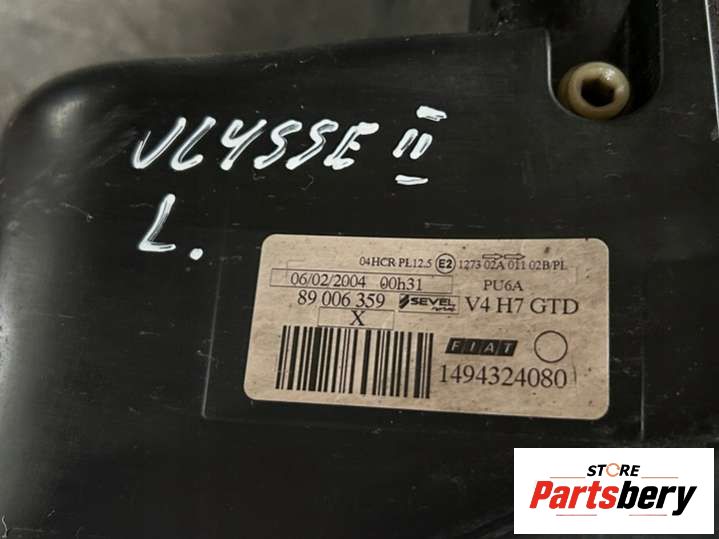 ULYSSE II
L.
04HCR PL12.5 E2 1273 02A 011 02B/PL
06/02/2004 00h31 PU6A
89 006 359 SEVEL V4 H7 GTD
X
FIAT
1494324080
STORE
Partsbery